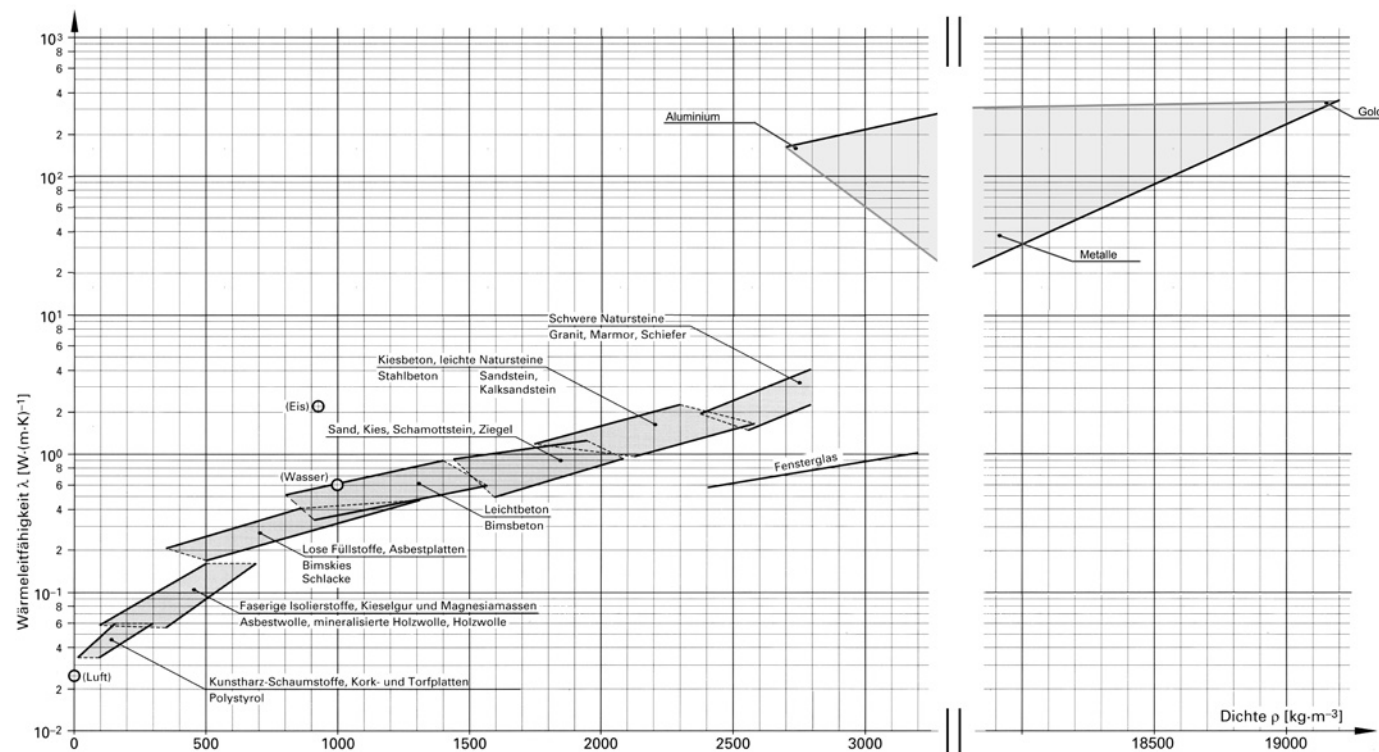 10³
8
6
4
2
10²
8
6
4
2
10¹
8
6
4
2
10⁰
8
6
4
2
10⁻¹
8
6
4
2
10⁻²
Wärmeleitfähigkeit λ [W·(m·K)⁻¹]
Aluminium
Gold
Metalle
Schwere Natursteine
Granit, Marmor, Schiefer
Kiesbeton, leichte Natursteine
Stahlbeton Sandstein,
Kalksandstein
(Eis)
Sand, Kies, Schamottstein, Ziegel
(Wasser)
Fensterglas
Leichtbeton
Bimsbeton
Lose Füllstoffe, Asbestplatten
Bimskies
Schlacke
Faserige Isolierstoffe, Kieselgur und Magnesiamassen
Asbestwolle, mineralisierte Holzwolle, Holzwolle
(Luft)
Kunstharz-Schaumstoffe, Kork- und Torfplatten
Polystyrol
Dichte ρ [kg·m⁻³]
0 500 1000 1500 2000 2500 3000 18500 19000